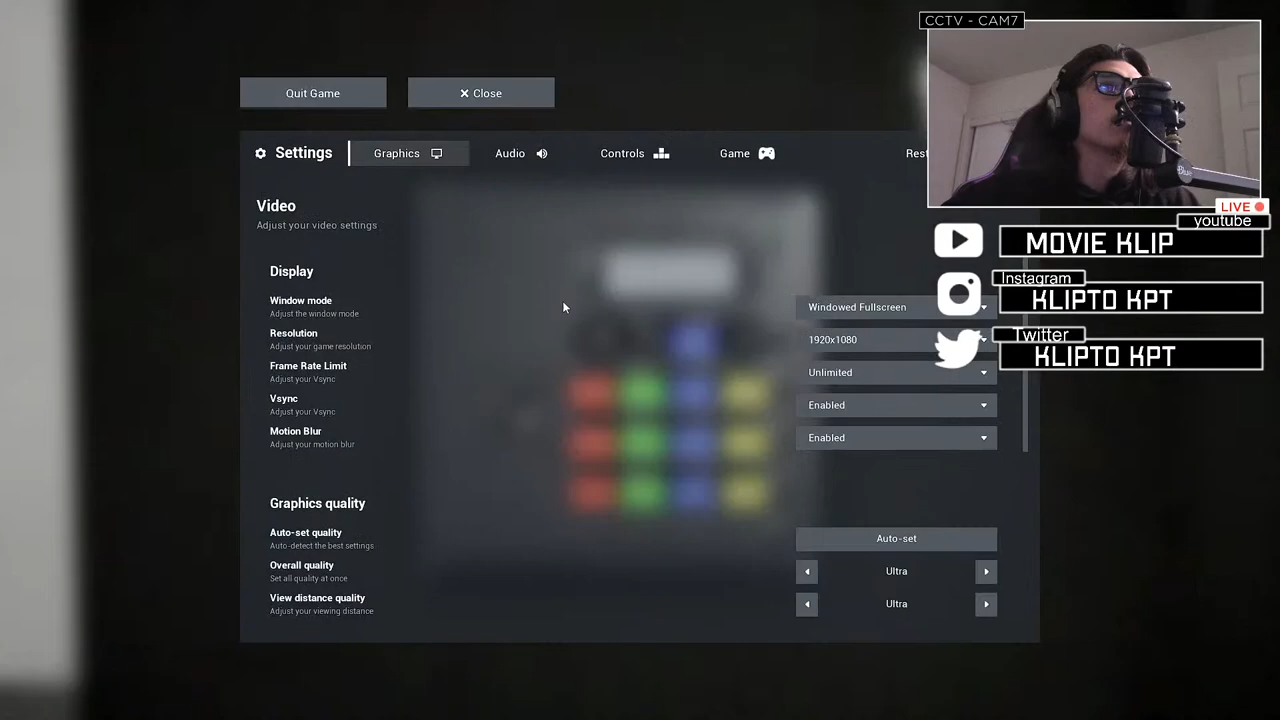 CCTV - CAM7
Quit Game
Close
Settings
Graphics
Audio
Controls
Game
Video
Adjust your video settings
Display
Window mode
Adjust the window mode
Windowed Fullscreen
Resolution
Adjust your game resolution
1920x1080
Frame Rate Limit
Adjust your Vsync
Unlimited
Vsync
Adjust your Vsync
Enabled
Motion Blur
Adjust your motion blur
Enabled
Graphics quality
Auto-set quality
Auto-detect the best settings
Auto-set
Overall quality
Set all quality at once
Ultra
View distance quality
Adjust your viewing distance
Ultra
Blue
LIVE
youtube
MOVIE KLIP
Instagram
KLIPTO KPT
Twitter
KLIPTO KPT